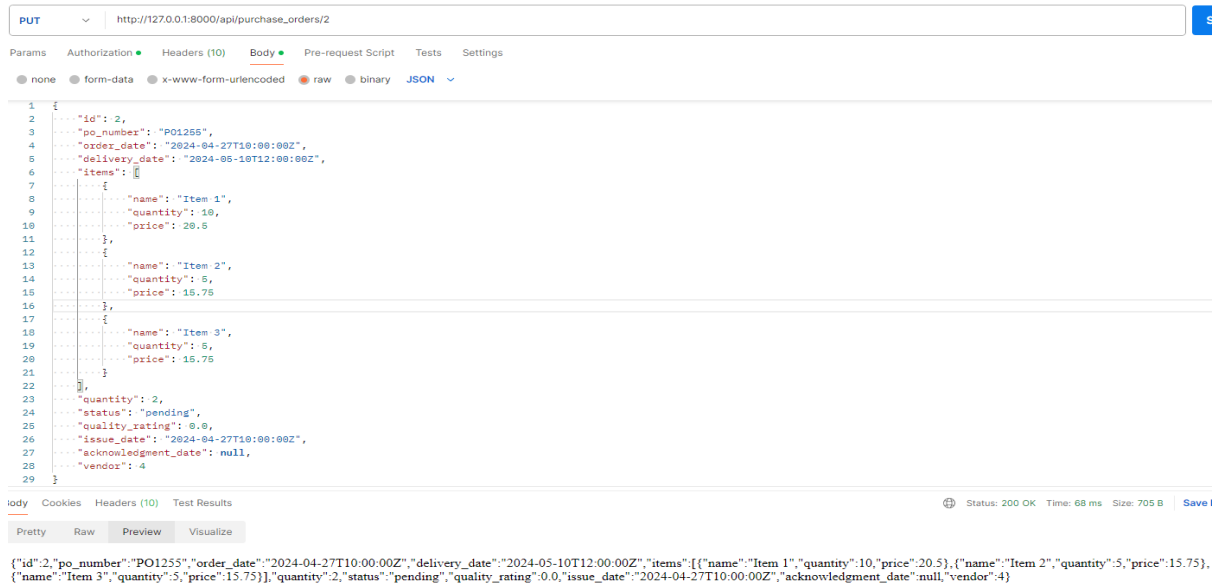 PUT http://127.0.0.1:8000/api/purchase_orders/2
Params Authorization Headers (10) Body Pre-request Script Tests Settings
none form-data x-www-form-urlencoded raw binary JSON
1 {
2 "id": 2,
3 "po_number": "PO1255",
4 "order_date": "2024-04-27T10:00:00Z",
5 "delivery_date": "2024-05-10T12:00:00Z",
6 "items": [
7 {
8 "name": "Item 1",
9 "quantity": 10,
10 "price": 20.5
11 },
12 {
13 "name": "Item 2",
14 "quantity": 5,
15 "price": 15.75
16 },
17 {
18 "name": "Item 3",
19 "quantity": 5,
20 "price": 15.75
21 }
22 ],
23 "quantity": 2,
24 "status": "pending",
25 "quality_rating": 0.0,
26 "issue_date": "2024-04-27T10:00:00Z",
27 "acknowledgment_date": null,
28 "vendor": 4
29 }
Body Cookies Headers (10) Test Results Status: 200 OK Time: 68 ms Size: 705 B Save
Pretty Raw Preview Visualize
{"id":2,"po_number":"PO1255","order_date":"2024-04-27T10:00:00Z","delivery_date":"2024-05-10T12:00:00Z","items":[{"name":"Item 1","quantity":10,"price":20.5},{"name":"Item 2","quantity":5,"price":15.75},
{"name":"Item 3","quantity":5,"price":15.75}],"quantity":2,"status":"pending","quality_rating":0.0,"issue_date":"2024-04-27T10:00:00Z","acknowledgment_date":null,"vendor":4}